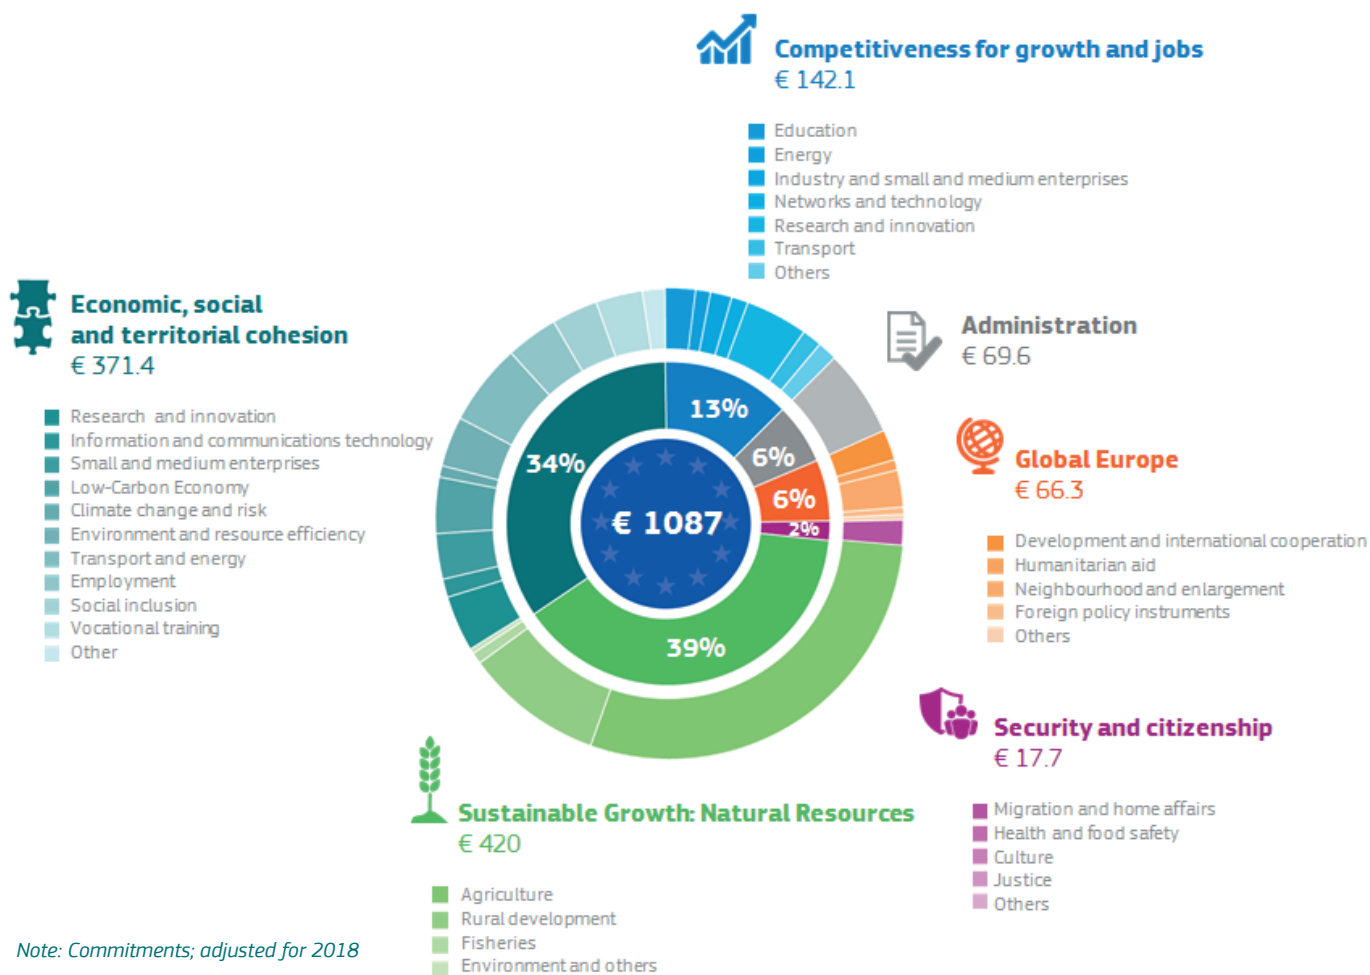 Competitiveness for growth and jobs
€ 142.1
Education
Energy
Industry and small and medium enterprises
Networks and technology
Research and innovation
Transport
Others
Economic, social
and territorial cohesion
€ 371.4
Research and innovation
Information and communications technology
Small and medium enterprises
Low-Carbon Economy
Climate change and risk
Environment and resource efficiency
Transport and energy
Employment
Social inclusion
Vocational training
Other
13%
6%
6%
2%
39%
34%
€ 1087
Administration
€ 69.6
Global Europe
€ 66.3
Development and international cooperation
Humanitarian aid
Neighbourhood and enlargement
Foreign policy instruments
Others
Security and citizenship
€ 17.7
Migration and home affairs
Health and food safety
Culture
Justice
Others
Sustainable Growth: Natural Resources
€ 420
Agriculture
Rural development
Fisheries
Environment and others
Note: Commitments; adjusted for 2018